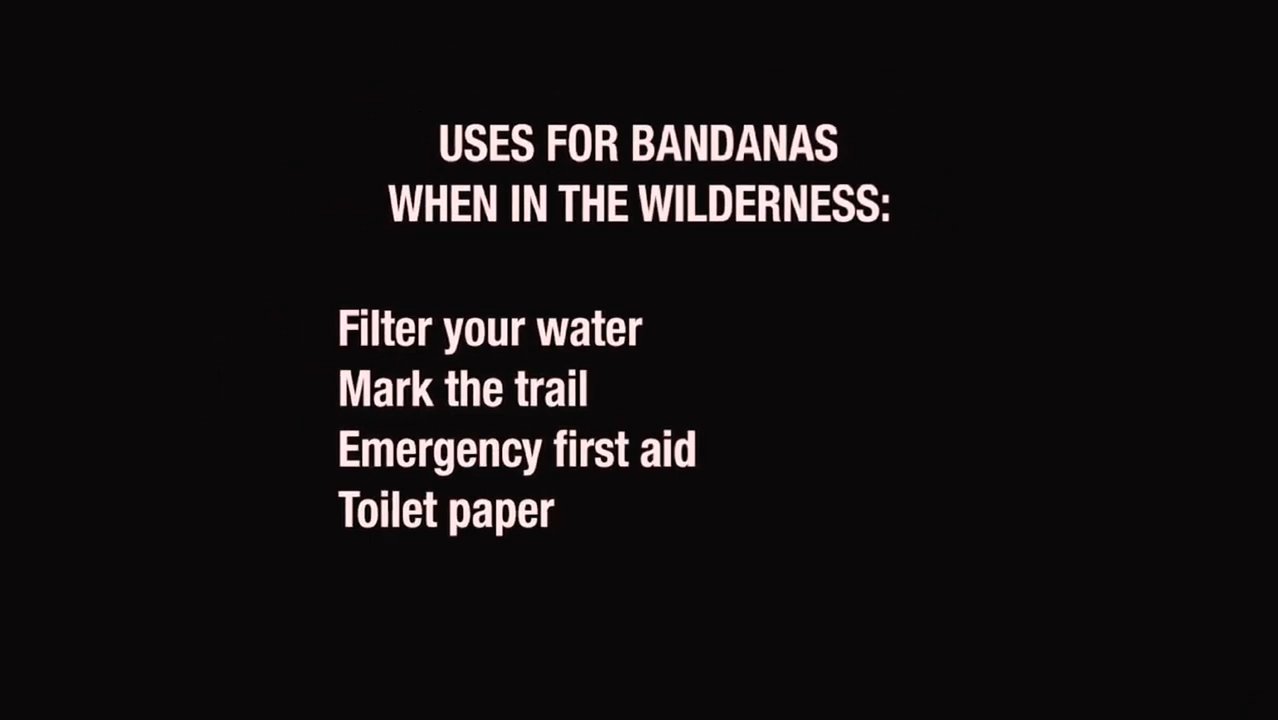 USES FOR BANDANAS
WHEN IN THE WILDERNESS:
Filter your water
Mark the trail
Emergency first aid
Toilet paper